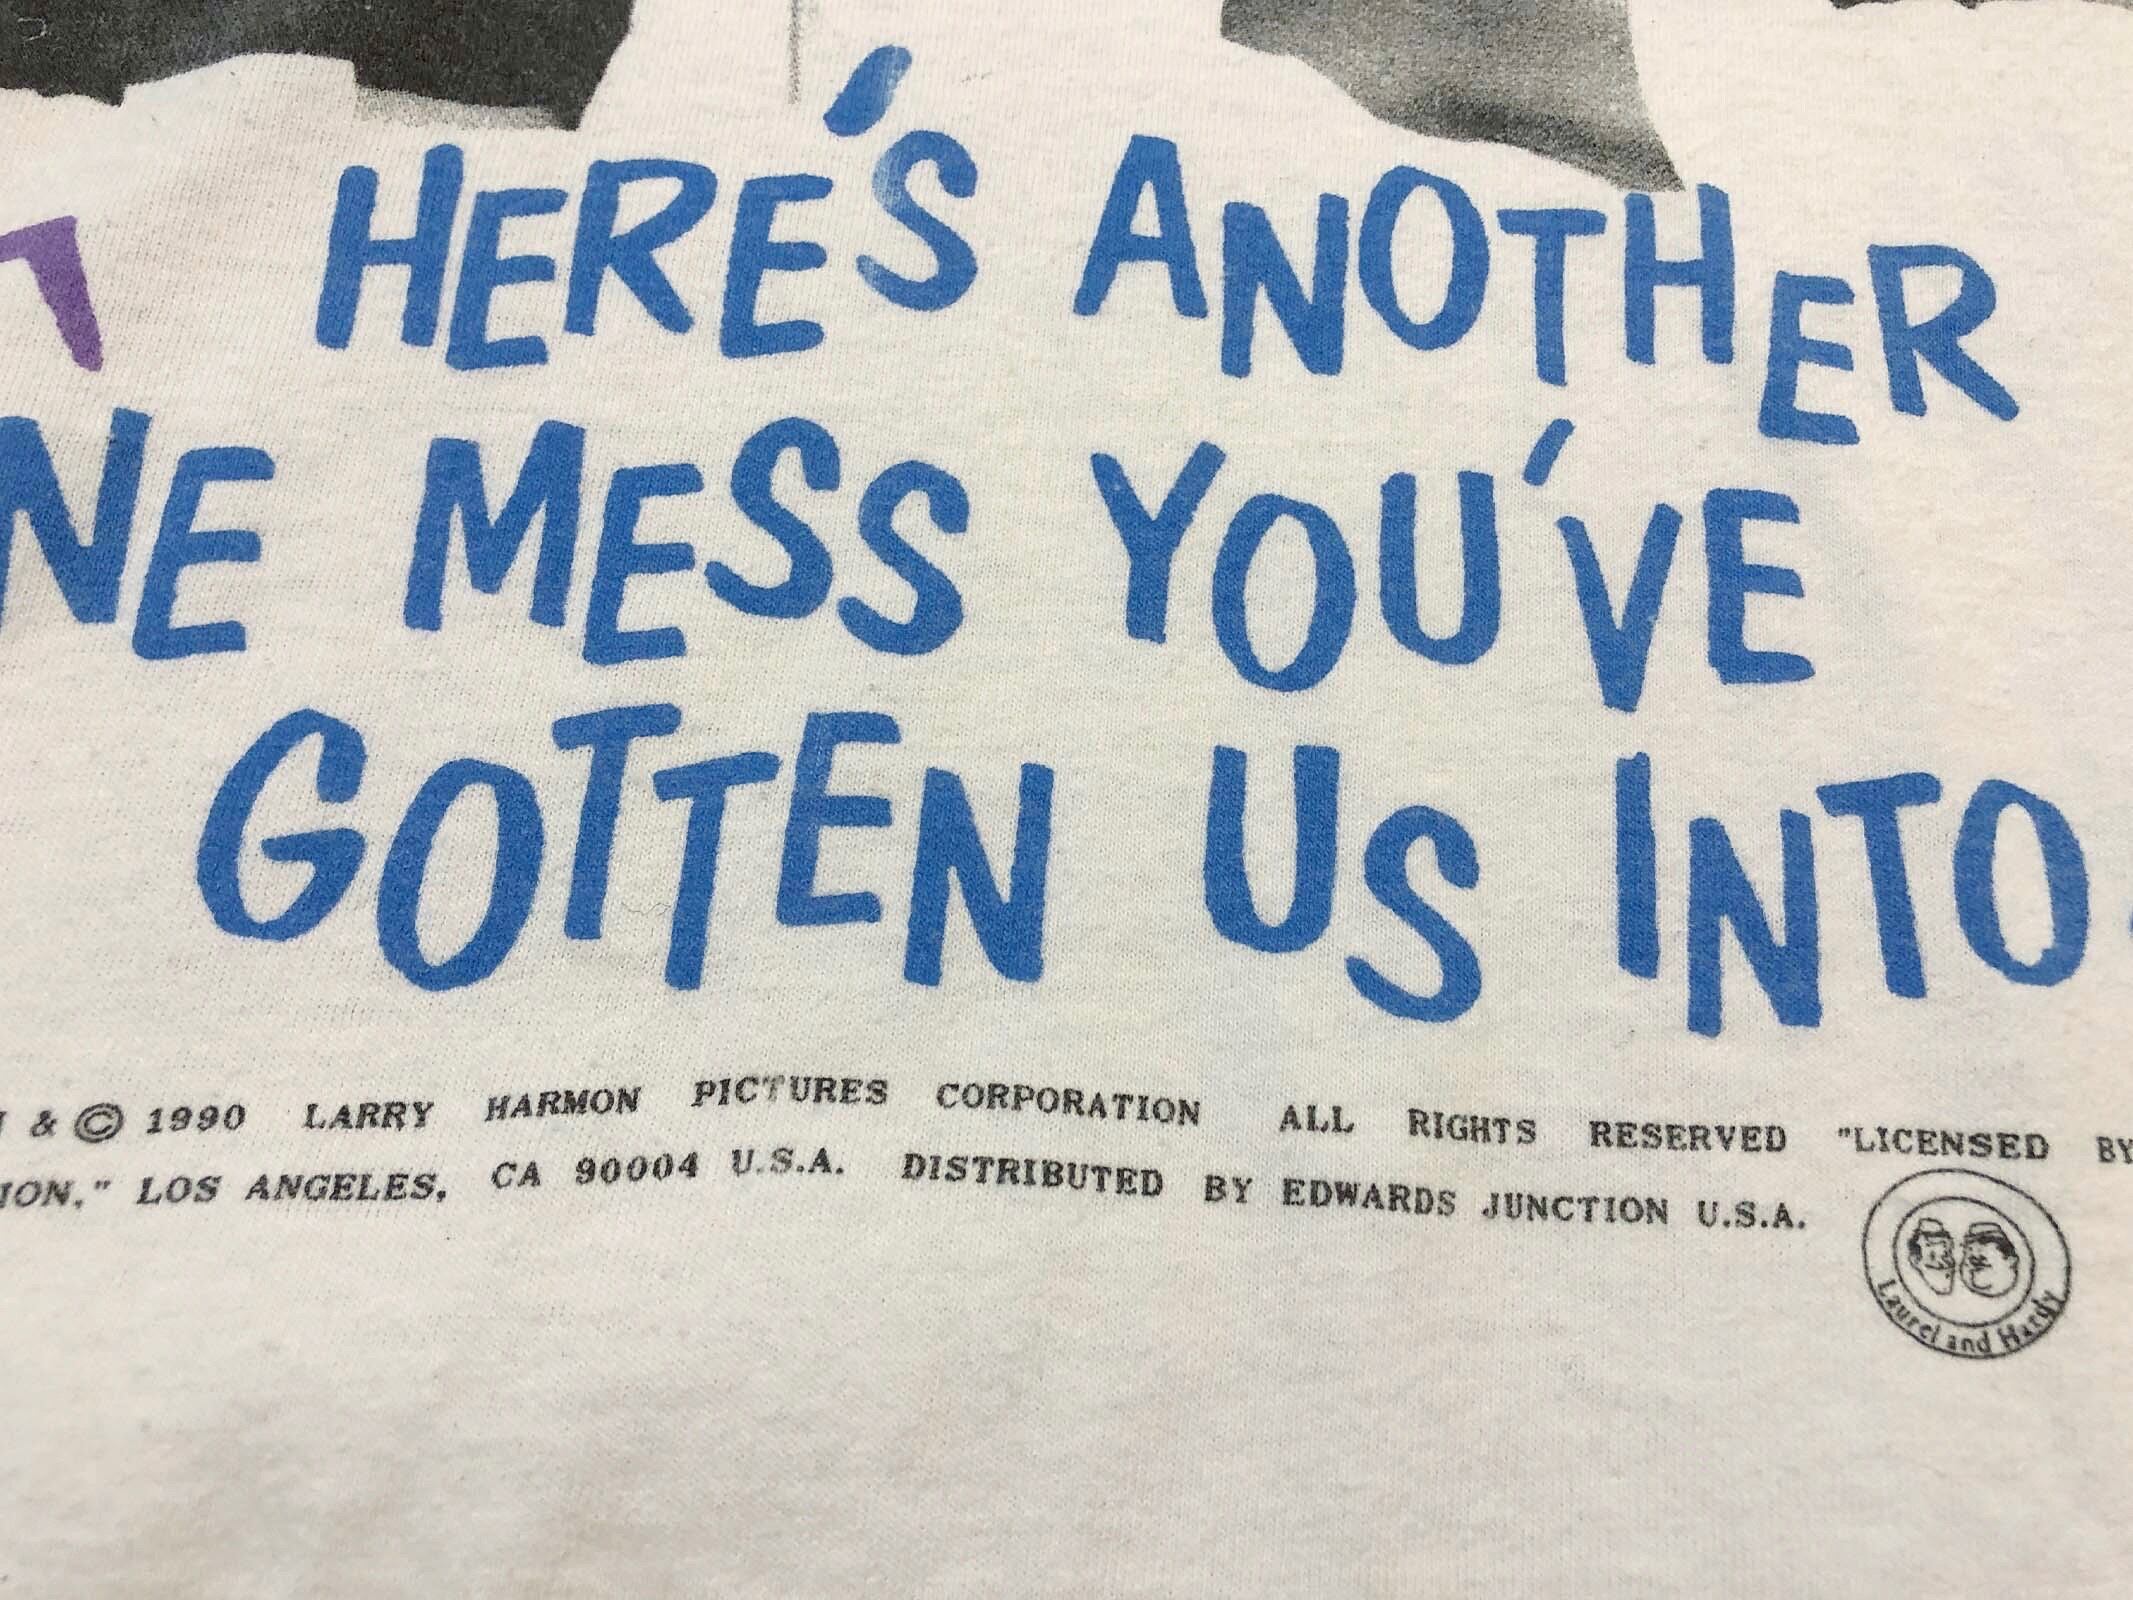 HERE'S ANOTHER
NE MESS YOU'VE
GOTTEN US INTO
& © 1990 LARRY HARMON PICTURES CORPORATION ALL RIGHTS RESERVED "LICENSED BY
ION," LOS ANGELES, CA 90004 U.S.A. DISTRIBUTED BY EDWARDS JUNCTION U.S.A.
Laurel and Hardy